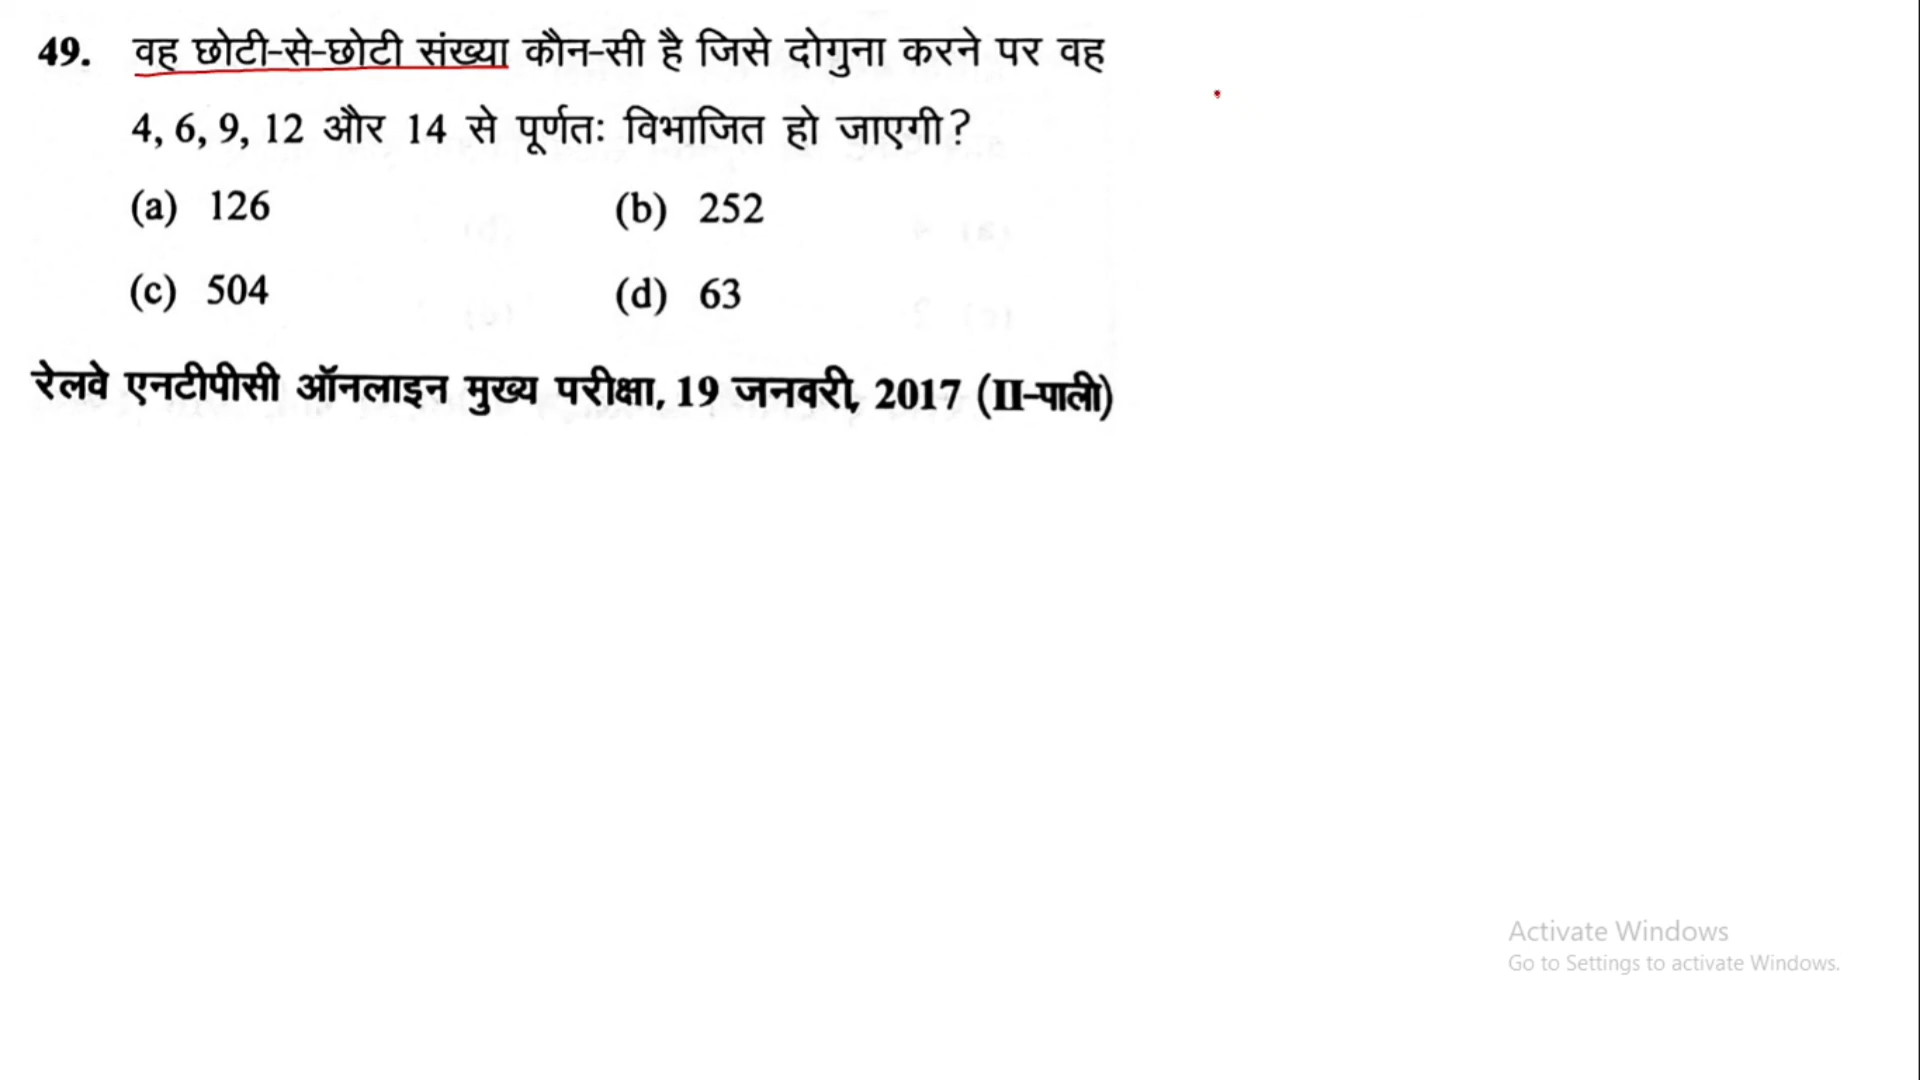 49. वह छोटी-से-छोटी संख्या कौन-सी है जिसे दोगुना करने पर वह
4, 6, 9, 12 और 14 से पूर्णतः विभाजित हो जाएगी?
(a) 126 (b) 252
(c) 504 (d) 63
रेलवे एनटीपीसी ऑनलाइन मुख्य परीक्षा, 19 जनवरी, 2017 (II-पाली)
Activate Windows
Go to Settings to activate Windows.